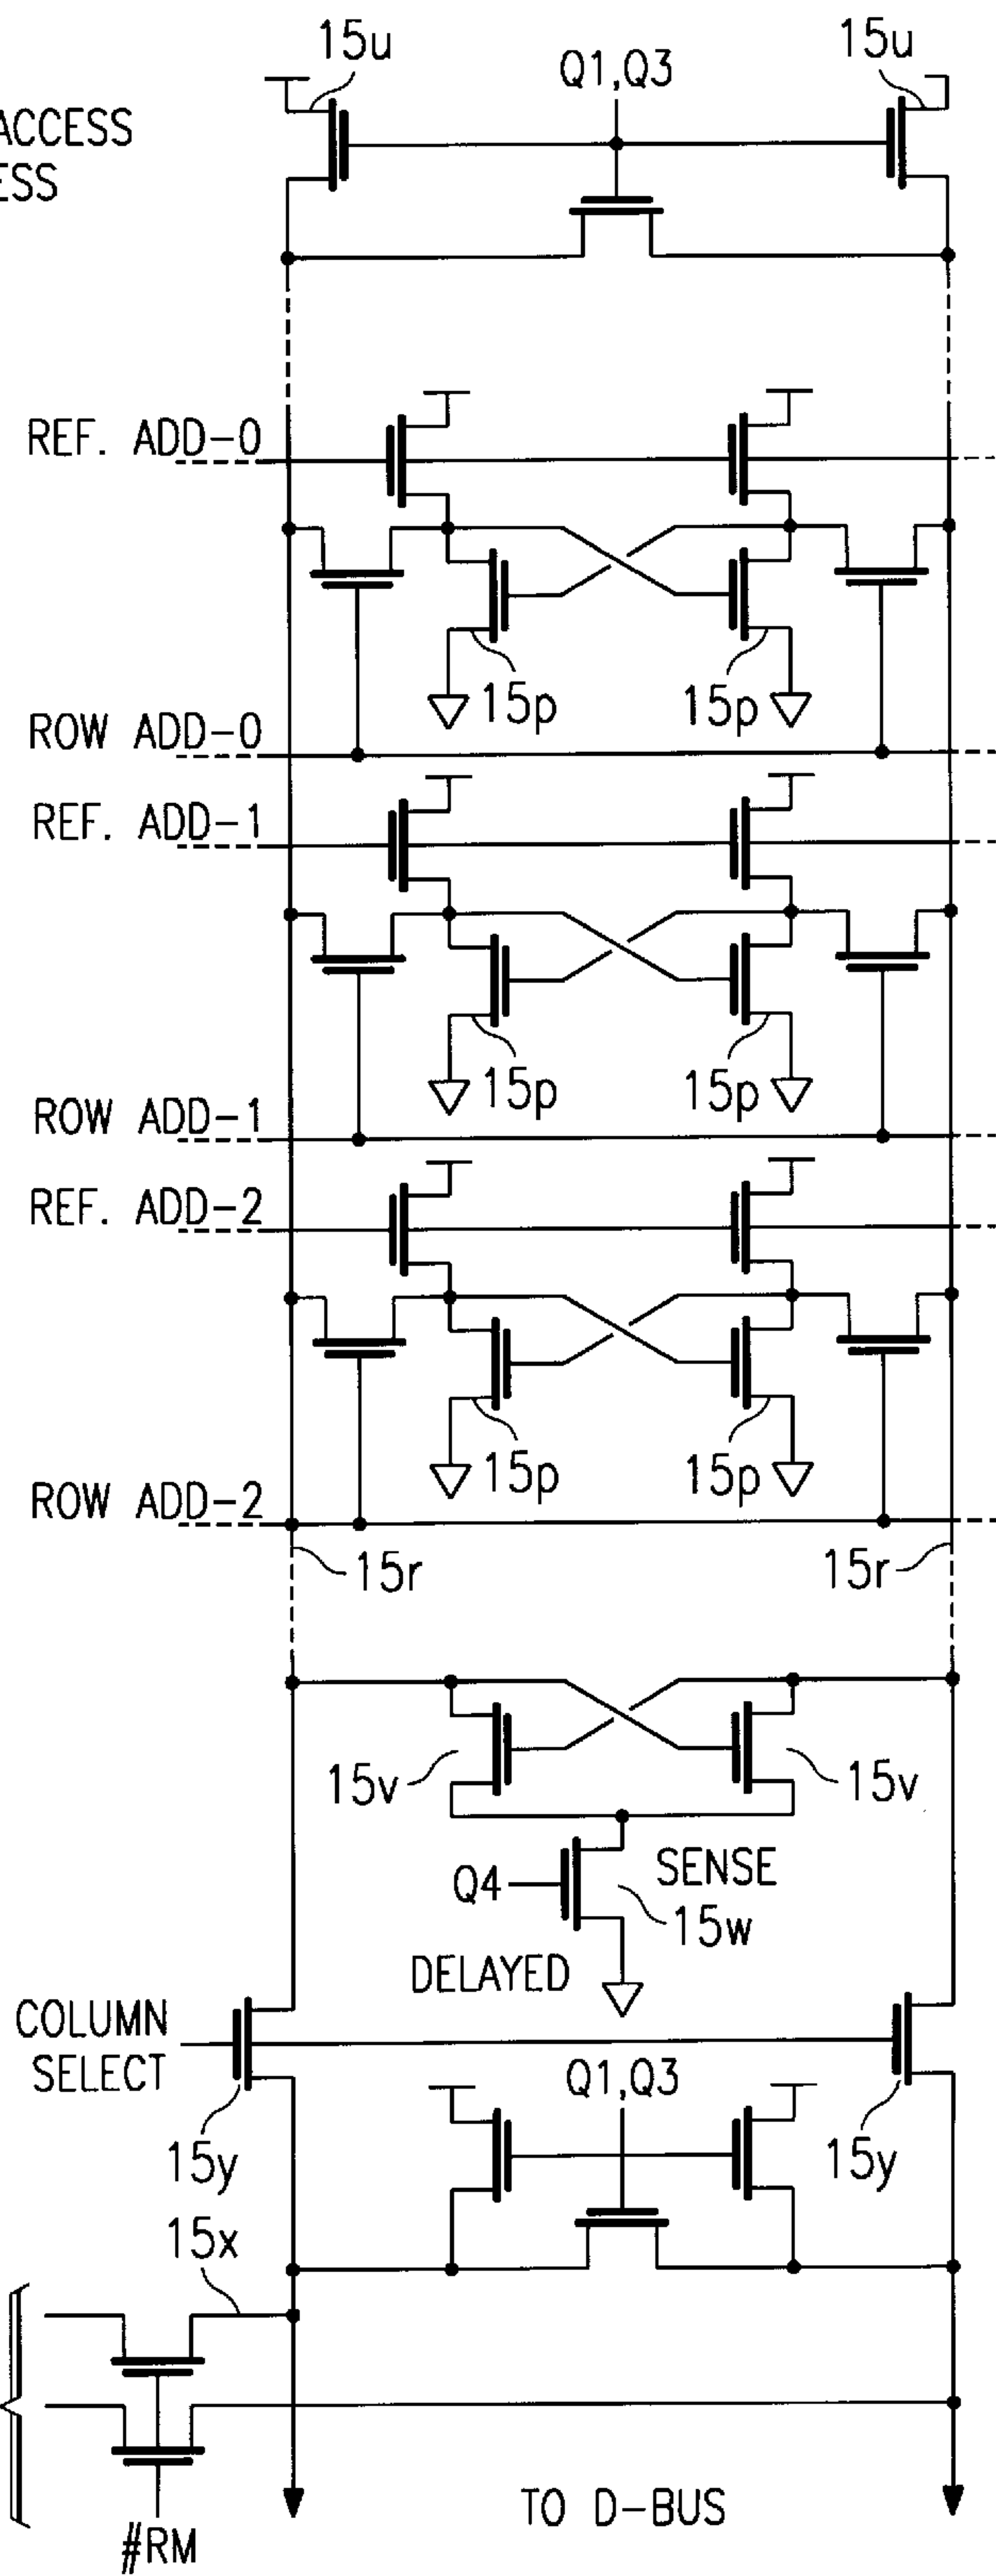 15u
15u
Q1,Q3
ACCESS
REF. ADD-0
15p
15p
ROW ADD-0
REF. ADD-1
15p
15p
ROW ADD-1
REF. ADD-2
15p
15p
ROW ADD-2
15r
15r
15v
15v
Q4
SENSE
15w
DELAYED
COLUMN
SELECT
Q1,Q3
15y
15y
15x
TO D-BUS
#RM